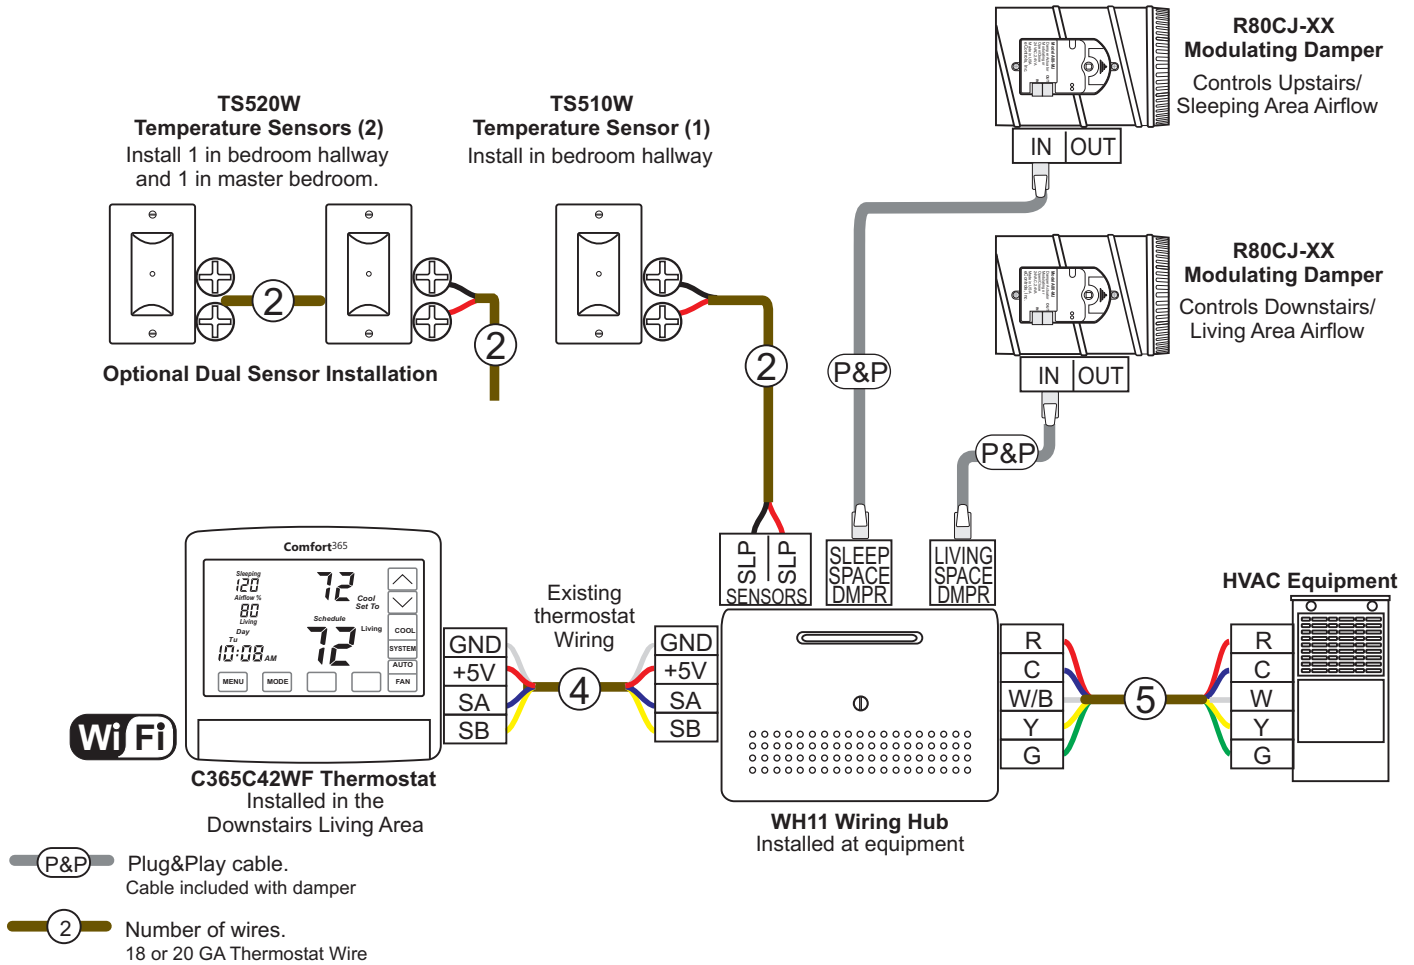 R80CJ-XX
Modulating Damper
Controls Upstairs/
Sleeping Area Airflow
IN OUT
TS520W
Temperature Sensors (2)
Install 1 in bedroom hallway
and 1 in master bedroom.
TS510W
Temperature Sensor (1)
Install in bedroom hallway
2
2
Optional Dual Sensor Installation
2
P&P
R80CJ-XX
Modulating Damper
Controls Downstairs/
Living Area Airflow
IN OUT
P&P
SLP SLP
SENSORS
SLEEP
SPACE
DMPR
LIVING
SPACE
DMPR
Comfort365
Sleeping
120
Airflow %
80
Living
Day
Tu
10:08 AM
72
Cool
Set To
Schedule
72
Living
COOL
SYSTEM
AUTO
FAN
MENU
MODE
GND
+5V
SA
SB
Existing
thermostat
Wiring
4
GND
+5V
SA
SB
R
C
W/B
Y
G
5
HVAC Equipment
R
C
W
Y
G
Wi Fi
C365C42WF Thermostat
Installed in the
Downstairs Living Area
WH11 Wiring Hub
Installed at equipment
P&P
Plug&Play cable.
Cable included with damper
2
Number of wires.
18 or 20 GA Thermostat Wire